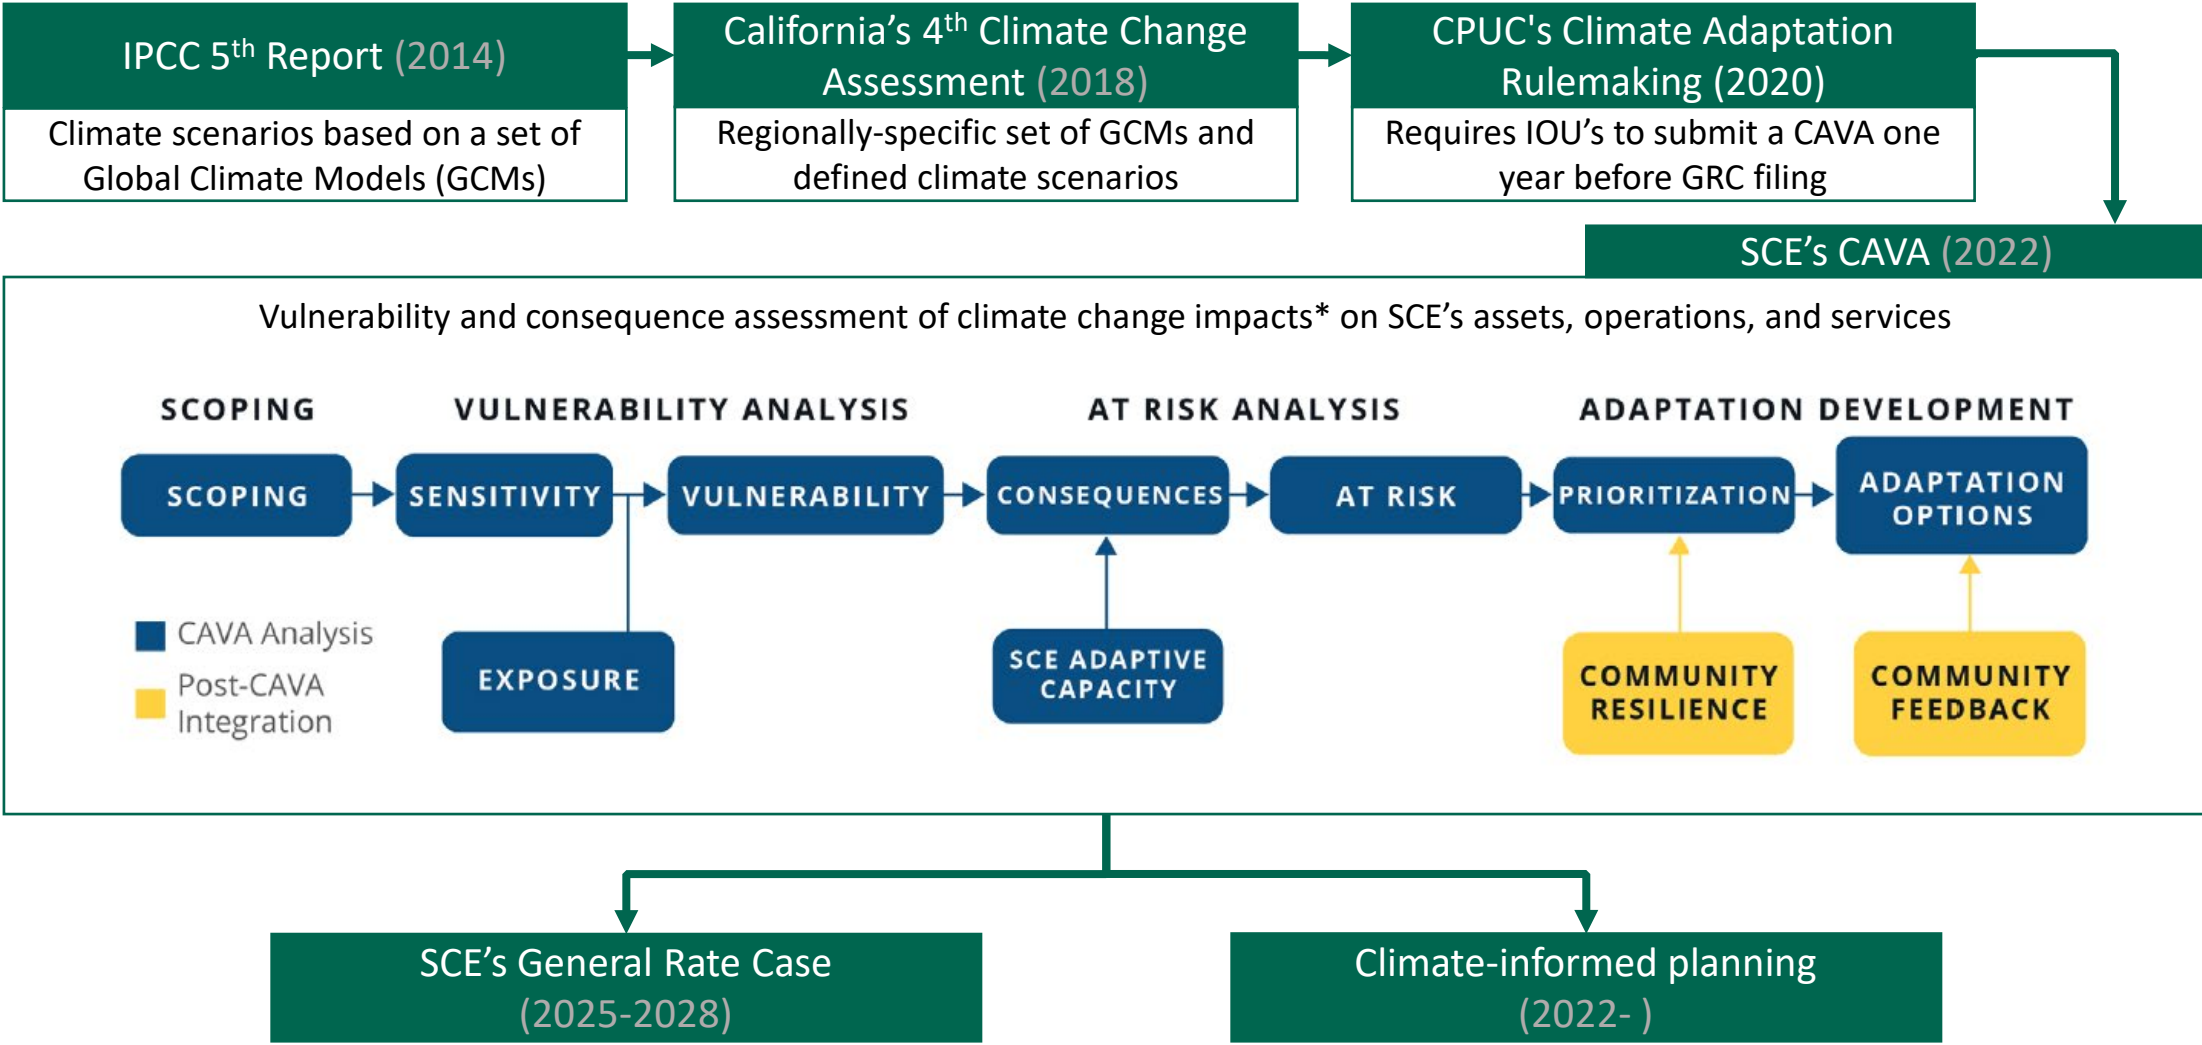 IPCC 5th Report (2014)
Climate scenarios based on a set of
Global Climate Models (GCMs)
California’s 4th Climate Change
Assessment (2018)
Regionally-specific set of GCMs and
defined climate scenarios
CPUC's Climate Adaptation
Rulemaking (2020)
Requires IOU’s to submit a CAVA one
year before GRC filing
SCE’s CAVA (2022)
Vulnerability and consequence assessment of climate change impacts* on SCE’s assets, operations, and services
SCOPING
VULNERABILITY ANALYSIS
AT RISK ANALYSIS
ADAPTATION DEVELOPMENT
SCOPING
SENSITIVITY
VULNERABILITY
CONSEQUENCES
AT RISK
PRIORITIZATION
ADAPTATION
OPTIONS
CAVA Analysis
Post-CAVA
Integration
EXPOSURE
SCE ADAPTIVE
CAPACITY
COMMUNITY
RESILIENCE
COMMUNITY
FEEDBACK
SCE’s General Rate Case
(2025-2028)
Climate-informed planning
(2022- )